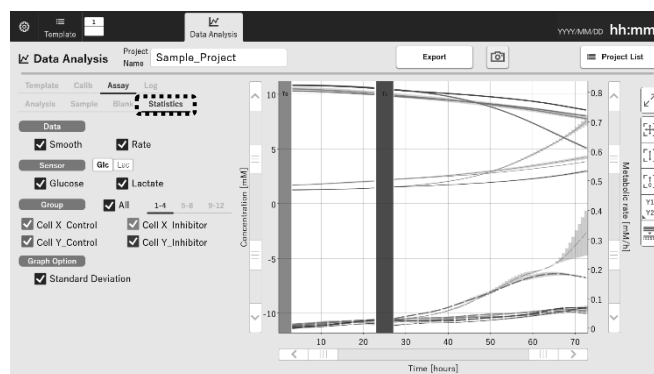 1
Template
Data Analysis
YYYY/MM/DD hh:mm
Data Analysis
Project Name
Sample_Project
Export
Project List
Template Calib Assay Log
Analysis Sample Blank Statistics
Data
Smooth Rate
Sensor Glc Lac
Glucose Lactate
Group All 1-4 5-8 9-12
Cell X_Control Cell X_Inhibitor
Cell Y_Control Cell Y_Inhibitor
Graph Option
Standard Deviation
Concentration [mM]
10
5
0
-5
-10
T0
T1
0.8
0.7
0.6
0.5
0.4
0.3
0.2
0.1
0
Metabolic rate [mM/h]
Y1
Y2
10 20 30 40 50 60 70
Time [hours]